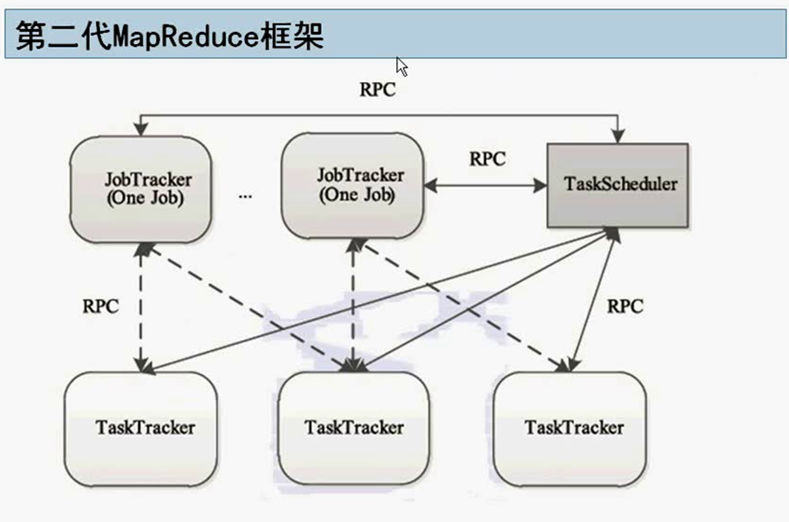 第二代MapReduce框架
RPC
JobTracker
(One Job)
...
JobTracker
(One Job)
RPC
TaskScheduler
RPC
RPC
TaskTracker
TaskTracker
TaskTracker